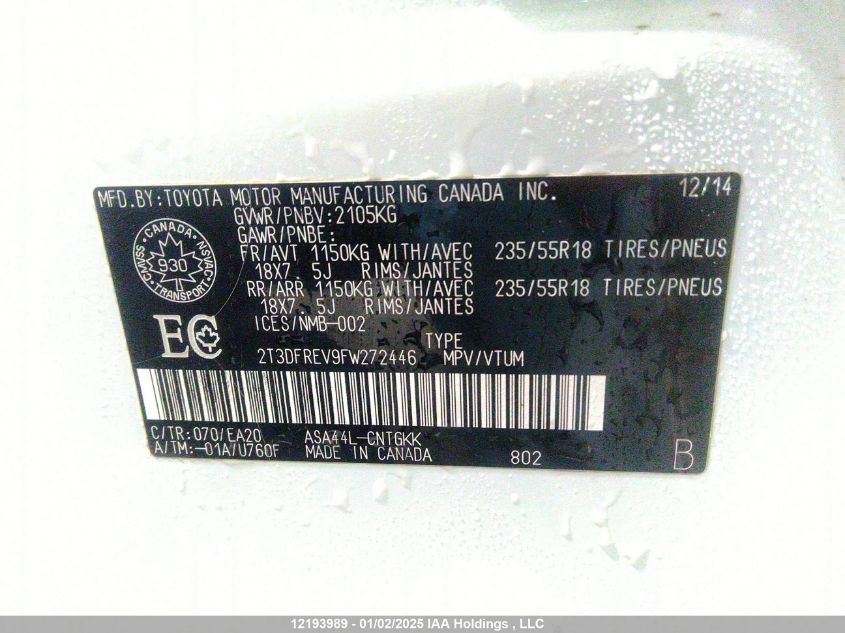 MFD.BY:TOYOTA MOTOR MANUFACTURING CANADA INC. 12/14
GVWR/PNBV:2105KG
GAWR/PNBE:
FR/AVT 1150KG WITH/AVEC 235/55R18 TIRES/PNEUS
18X7.5J RIMS/JANTES
RR/ARR 1150KG WITH/AVEC 235/55R18 TIRES/PNEUS
18X7.5J RIMS/JANTES
ICES/NMB-002
CANADA
CMVSS 930 NSVAC
TRANSPORT
EC
TYPE
2T3DFREV9FW272446 MPV/VTUM
C/TR:070/EA20 ASA44L-CNTGKK
A/TM:-01A/U760F MADE IN CANADA 802 B
12193989 - 01/02/2025 IAA Holdings , LLC